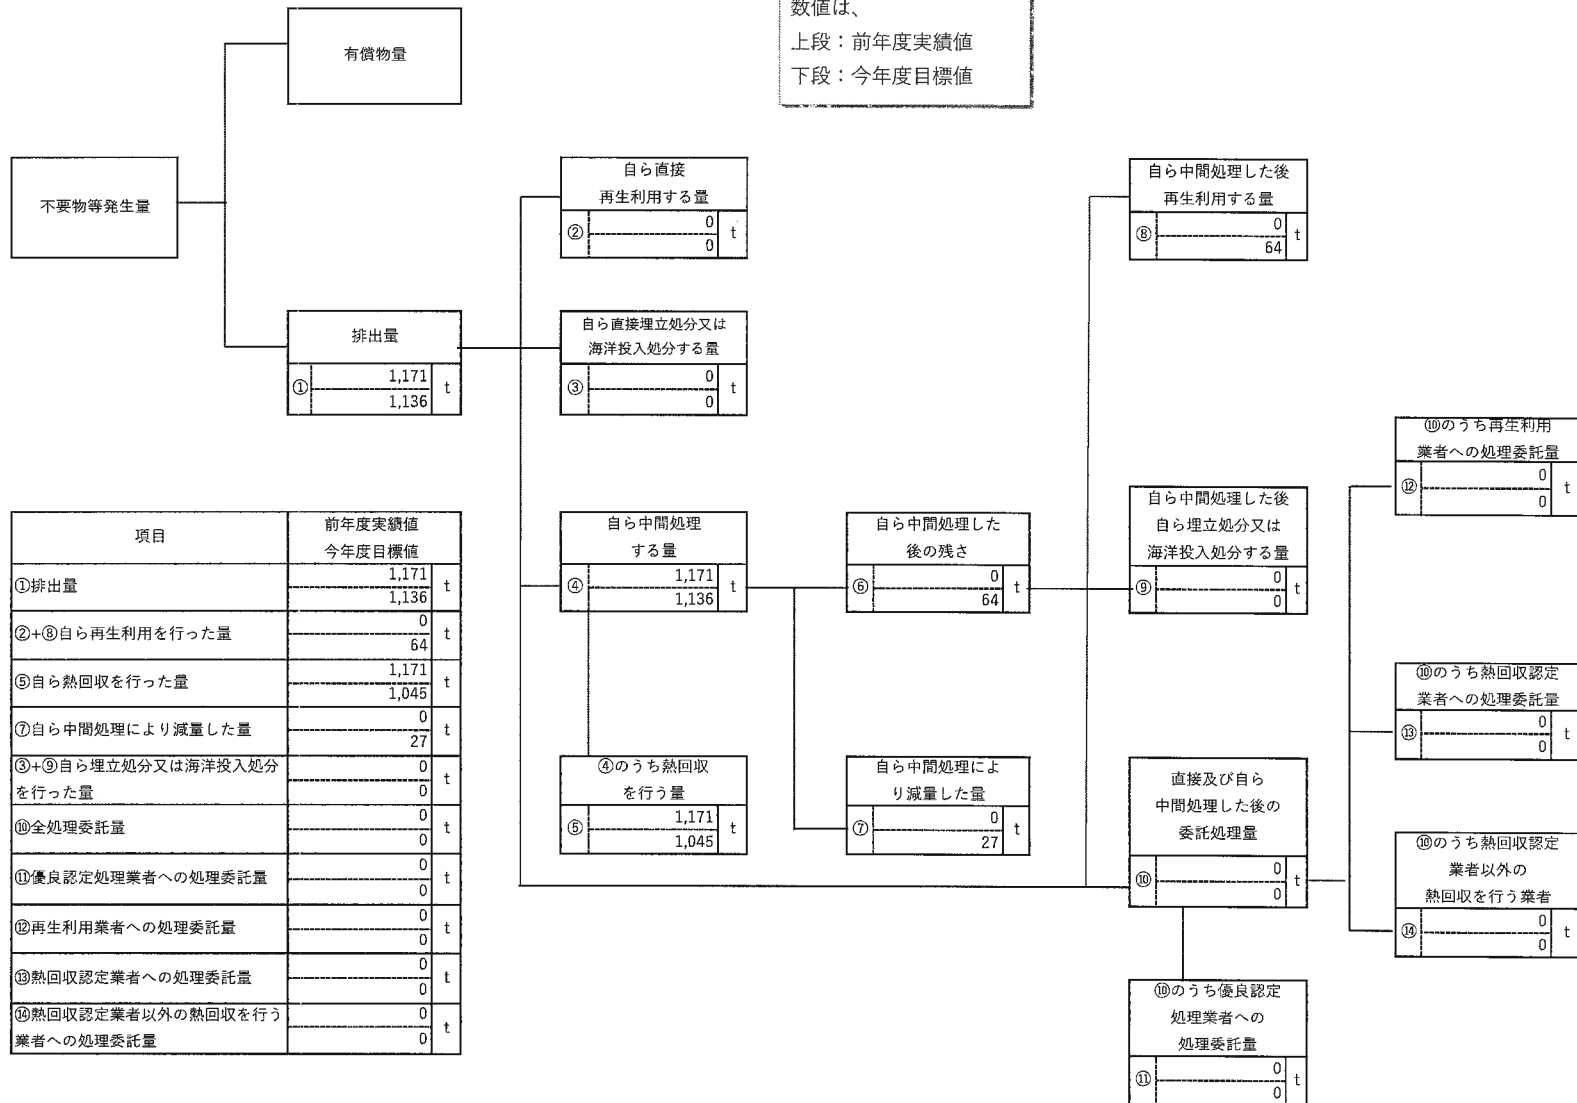 数値は、
上段：前年度実績値
下段：今年度目標値
有償物量
不要物等発生量
排出量
①
1,171
1,136
t
自ら直接
再生利用する量
②
0
0
t
自ら直接埋立処分又は
海洋投入処分する量
③
0
0
t
自ら中間処理
する量
④
1,171
1,136
t
④のうち熱回収
を行う量
⑤
1,171
1,045
t
自ら中間処理した
後の残さ
⑥
0
64
t
自ら中間処理によ
り減量した量
⑦
0
27
t
自ら中間処理した後
再生利用する量
⑧
0
64
t
自ら中間処理した後
自ら埋立処分又は
海洋投入処分する量
⑨
0
0
t
直接及び自ら
中間処理した後の
委託処理量
⑩
0
0
t
⑩のうち優良認定
処理業者への
処理委託量
⑪
0
0
t
⑩のうち再生利用
業者への処理委託量
⑫
0
0
t
⑩のうち熱回収認定
業者への処理委託量
⑬
0
0
t
⑩のうち熱回収認定
業者以外の
熱回収を行う業者
⑭
0
0
t
項目
前年度実績値
今年度目標値
①排出量
1,171
1,136
t
②+⑧自ら再生利用を行った量
0
64
t
⑤自ら熱回収を行った量
1,171
1,045
t
⑦自ら中間処理により減量した量
0
27
t
③+⑨自ら埋立処分又は海洋投入処分
を行った量
0
0
t
⑩全処理委託量
0
0
t
⑪優良認定処理業者への処理委託量
0
0
t
⑫再生利用業者への処理委託量
0
0
t
⑬熱回収認定業者への処理委託量
0
0
t
⑭熱回収認定業者以外の熱回収を行う
業者への処理委託量
0
0
t